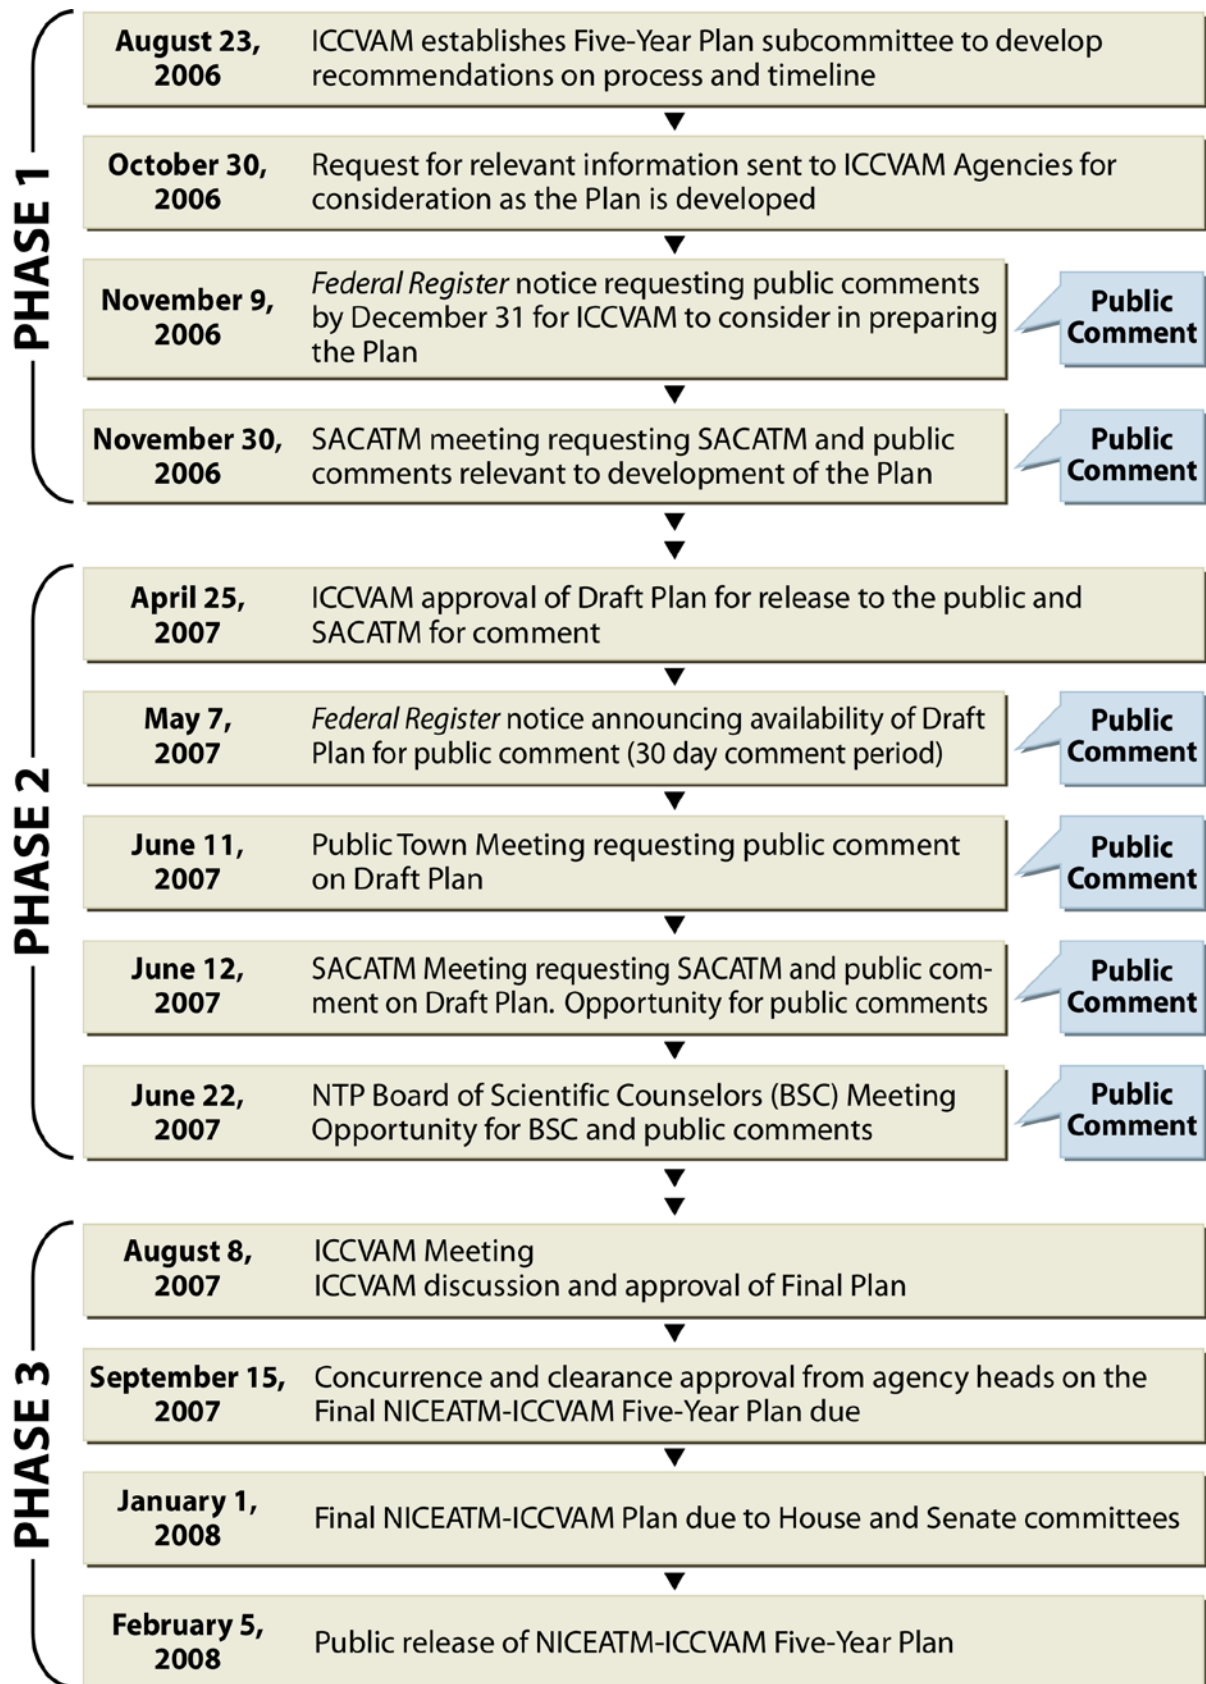 PHASE 1
August 23,
2006
ICCVAM establishes Five-Year Plan subcommittee to develop
recommendations on process and timeline
October 30,
2006
Request for relevant information sent to ICCVAM Agencies for
consideration as the Plan is developed
November 9,
2006
Federal Register notice requesting public comments
by December 31 for ICCVAM to consider in preparing
the Plan
Public
Comment
November 30,
2006
SACATM meeting requesting SACATM and public
comments relevant to development of the Plan
Public
Comment
PHASE 2
April 25,
2007
ICCVAM approval of Draft Plan for release to the public and
SACATM for comment
May 7,
2007
Federal Register notice announcing availability of Draft
Plan for public comment (30 day comment period)
Public
Comment
June 11,
2007
Public Town Meeting requesting public comment
on Draft Plan
Public
Comment
June 12,
2007
SACATM Meeting requesting SACATM and public com-
ment on Draft Plan. Opportunity for public comments
Public
Comment
June 22,
2007
NTP Board of Scientific Counselors (BSC) Meeting
Opportunity for BSC and public comments
Public
Comment
PHASE 3
August 8,
2007
ICCVAM Meeting
ICCVAM discussion and approval of Final Plan
September 15,
2007
Concurrence and clearance approval from agency heads on the
Final NICEATM-ICCVAM Five-Year Plan due
January 1,
2008
Final NICEATM-ICCVAM Plan due to House and Senate committees
February 5,
2008
Public release of NICEATM-ICCVAM Five-Year Plan